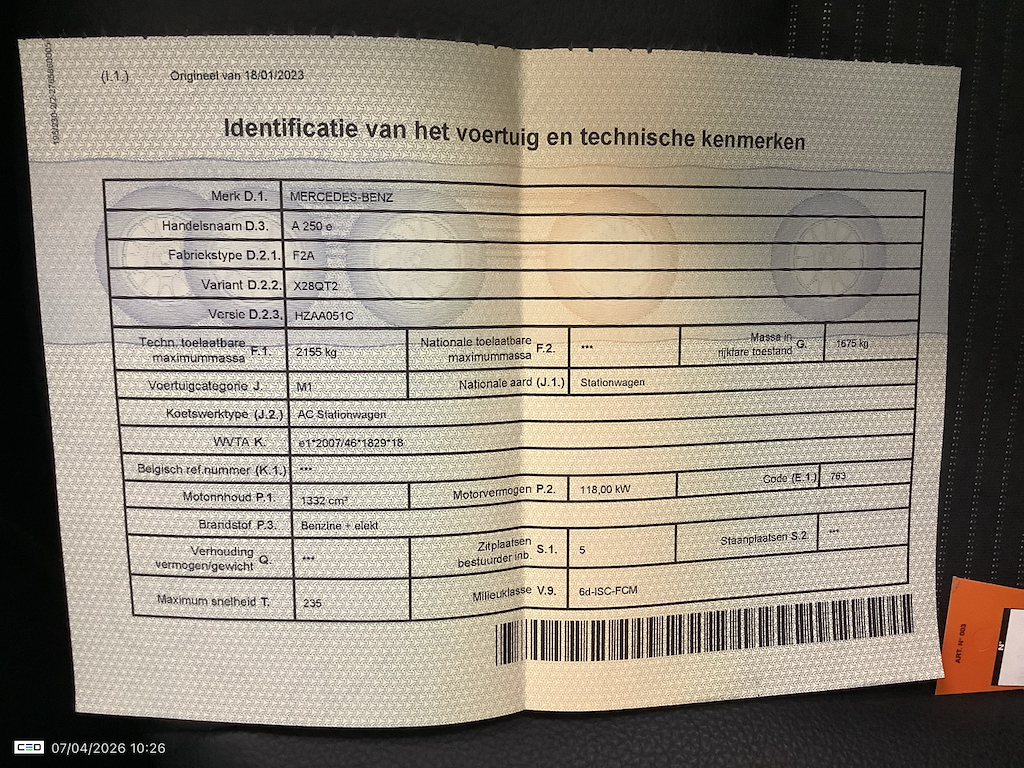 (I.1.) Origineel van 18/01/2023
Identificatie van het voertuig en technische kenmerken
Merk D.1. MERCEDES-BENZ
Handelsnaam D.3. A 250 e
Fabriekstype D.2.1. F2A
Variant D.2.2. X28QT2
Versie D.2.3. HZAA051C
Techn. toelaatbare maximummassa F.1. 2155 kg Nationale toelaatbare maximummassa F.2. *** Massa in rijklare toestand G. 1675 kg
Voertuigcategorie J. M1 Nationale aard (J.1.) Stationwagen
Koetswerktype (J.2.) AC Stationwagen
WVTA K. e1*2007/46*1829*18
Belgisch ref.nummer (K.1.) ***
Motorinhoud P.1. 1332 cm³ Motorvermogen P.2. 118,00 kW Code (E.1.) 763
Brandstof P.3. Benzine + elekt
Verhouding vermogen/gewicht Q. *** Zitplaatsen bestuurder inb. S.1. 5 Staanplaatsen S.2. ***
Maximum snelheid T. 235 Milieuklasse V.9. 6d-ISC-FCM
ART. N° 003
N°
CEO 07/04/2026 10:26